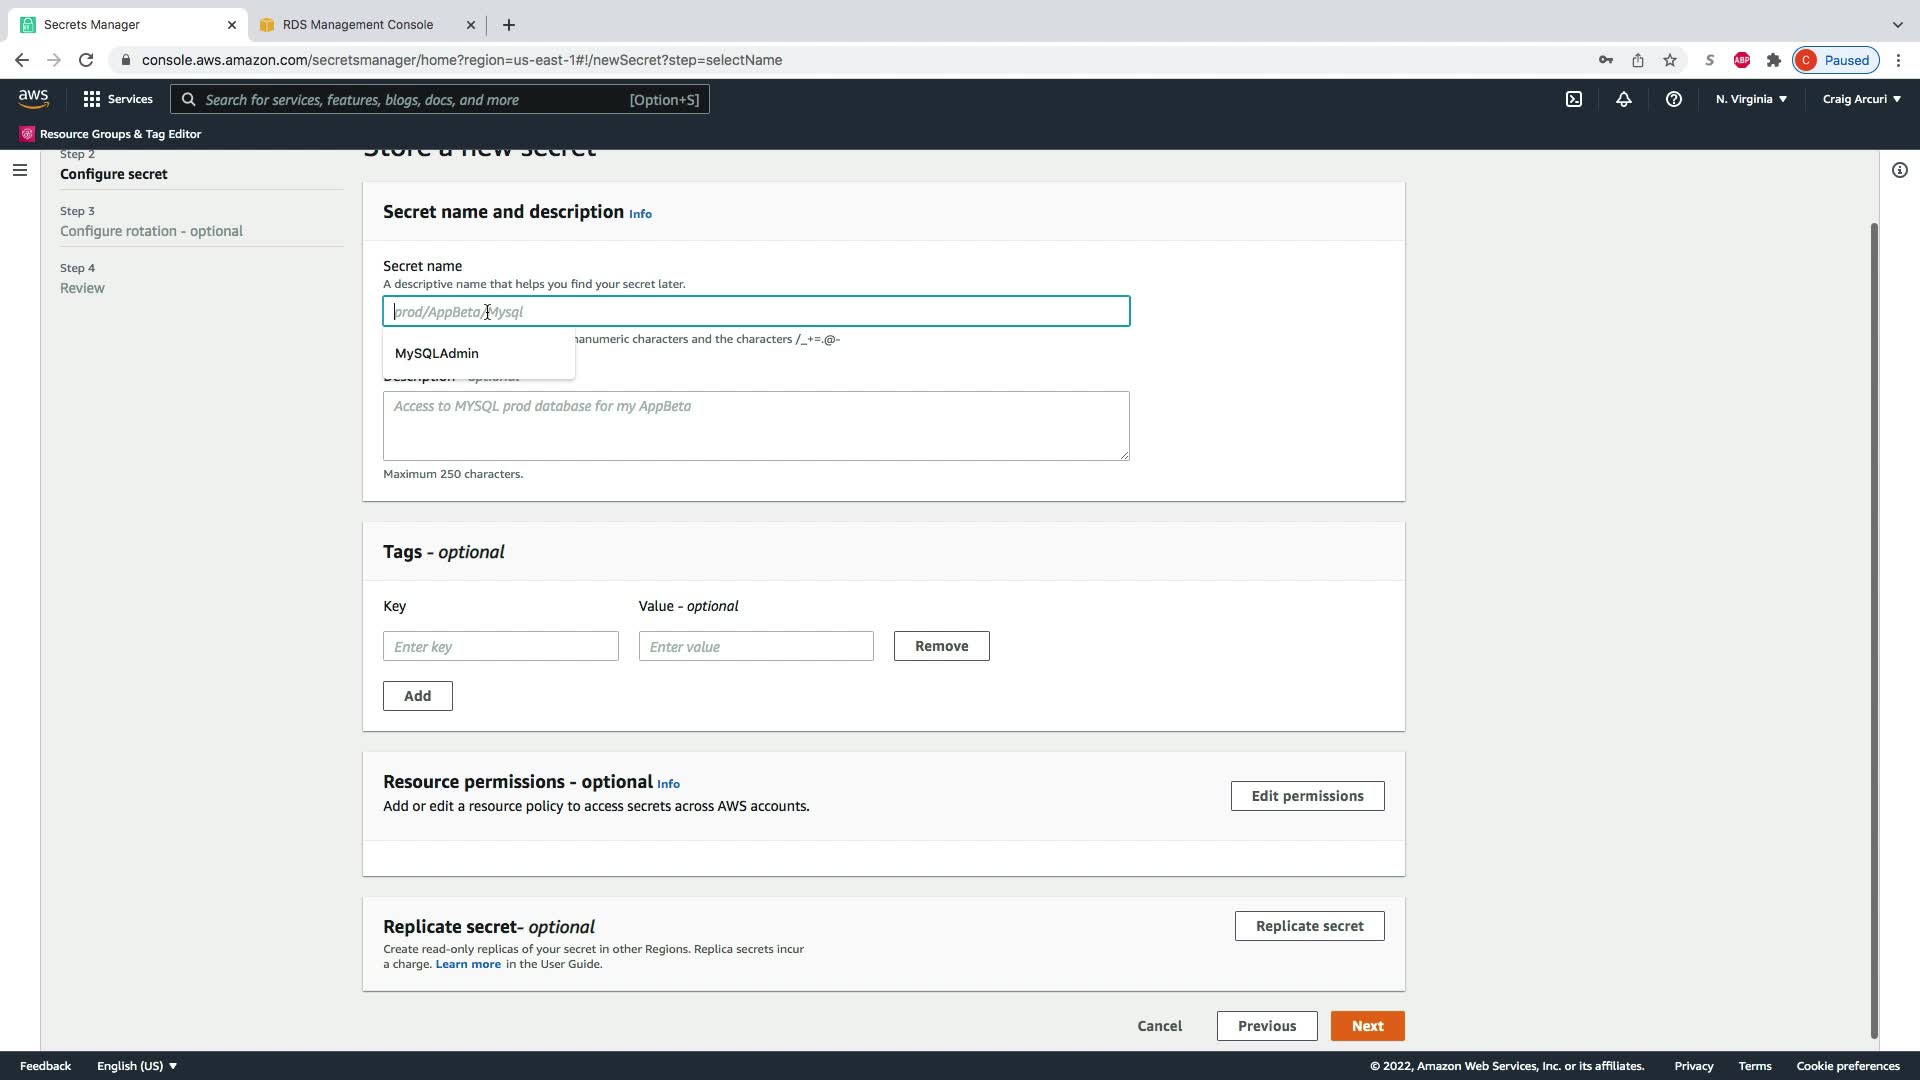 Secrets Manager
RDS Management Console
console.aws.amazon.com/secretsmanager/home?region=us-east-1#!/newSecret?step=selectName
S
ABP
C
Paused
aws
Services
Search for services, features, blogs, docs, and more
[Option+S]
N. Virginia
Craig Arcuri
Resource Groups & Tag Editor
Step 2
Configure secret
Step 3
Configure rotation - optional
Step 4
Review
Store a new secret
Secret name and description Info
Secret name
A descriptive name that helps you find your secret later.
prod/AppBeta/Mysql
MySQLAdmin
characters and the characters /_+=.@-
Description - optional
Access to MYSQL prod database for my AppBeta
Maximum 250 characters.
Tags - optional
Key
Value - optional
Enter key
Enter value
Remove
Add
Resource permissions - optional Info
Add or edit a resource policy to access secrets across AWS accounts.
Edit permissions
Replicate secret- optional
Create read-only replicas of your secret in other Regions. Replica secrets incur
a charge. Learn more in the User Guide.
Replicate secret
Cancel
Previous
Next
Feedback
English (US)
© 2022, Amazon Web Services, Inc. or its affiliates.
Privacy
Terms
Cookie preferences